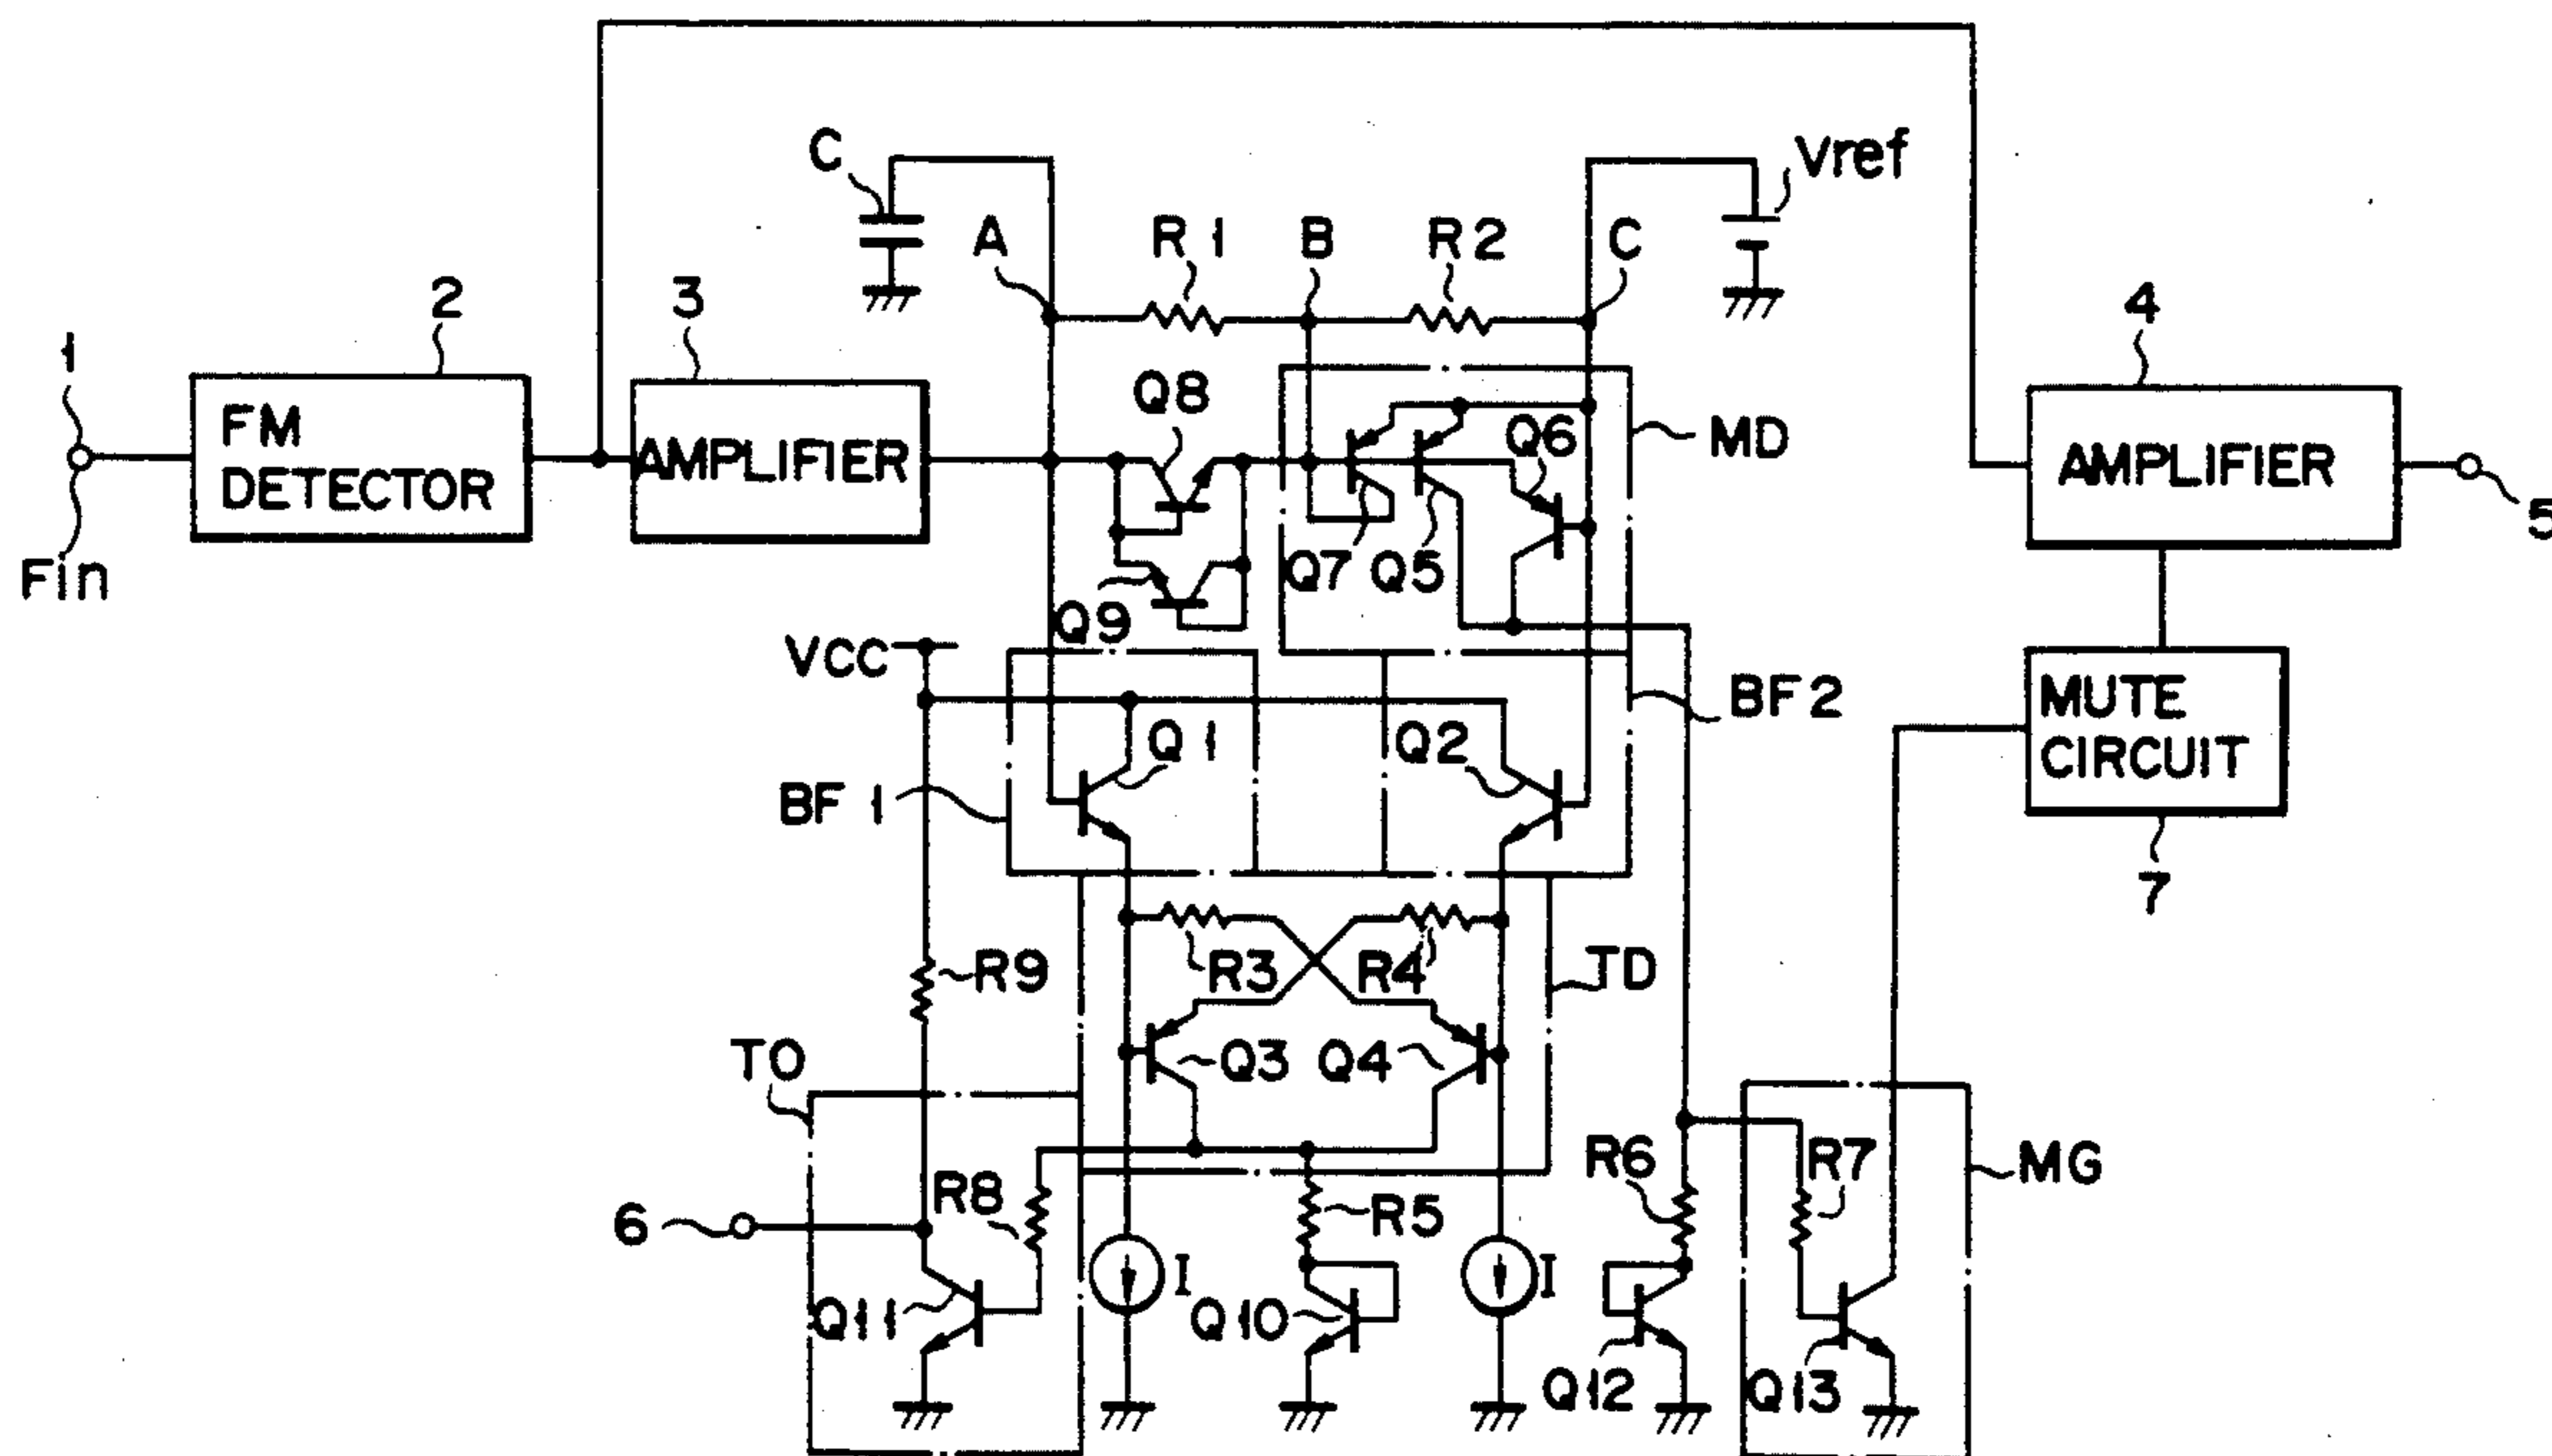 C
Vref
A
R1
B
R2
C
1
2
3
4
Q8
FM
DETECTOR
AMPLIFIER
Q6
MD
AMPLIFIER
5
Fin
Q9
Q7
Q5
VCC
BF2
MUTE
CIRCUIT
Q1
Q2
BF1
7
R3
R4
TD
R9
TO
Q3
Q4
R6
R7
MG
R8
6
R5
I
I
Q11
Q10
Q12
Q13